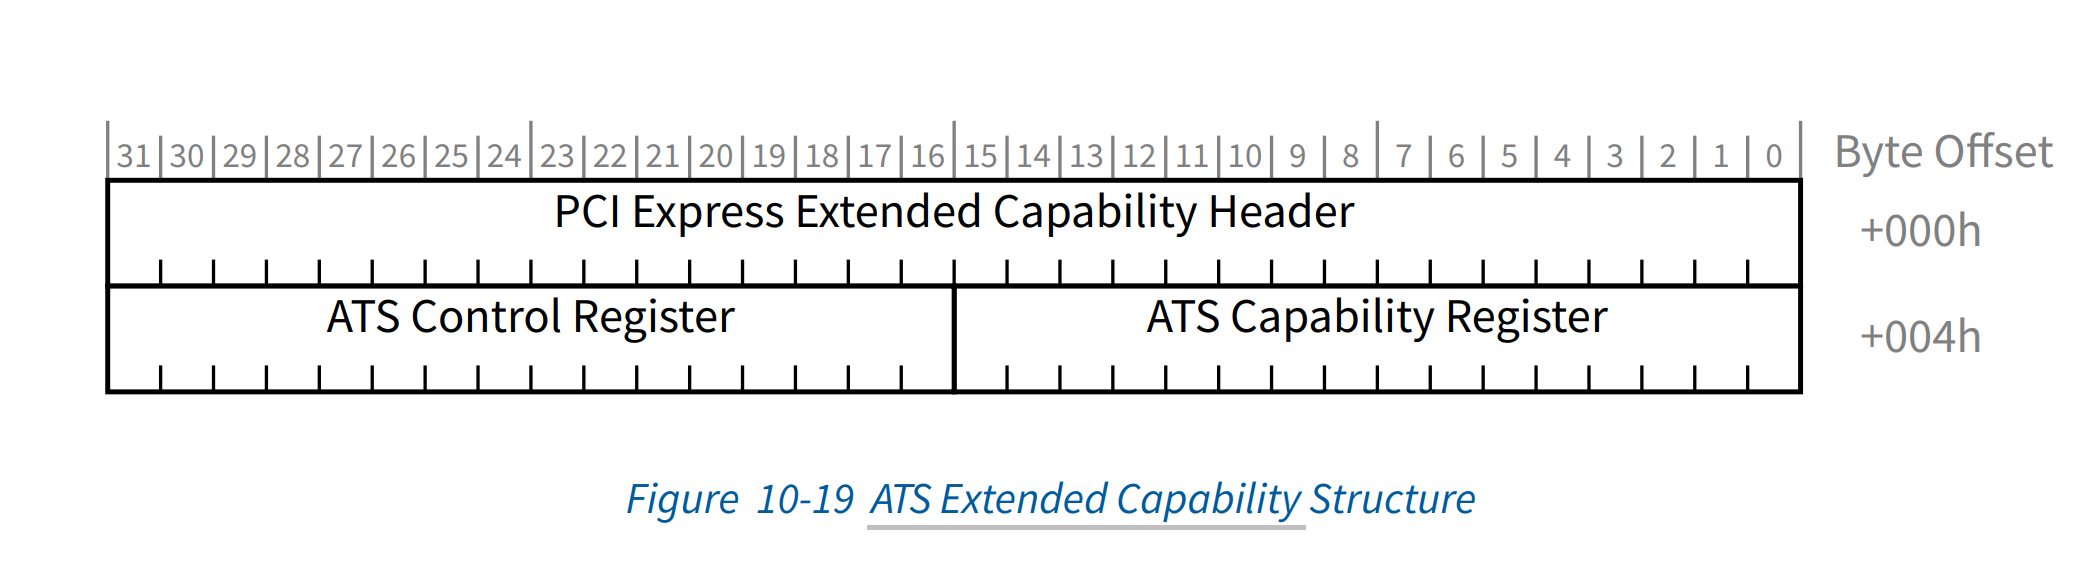 31 30 29 28 27 26 25 24 23 22 21 20 19 18 17 16 15 14 13 12 11 10 9 8 7 6 5 4 3 2 1 0 Byte Offset
PCI Express Extended Capability Header +000h
ATS Control Register ATS Capability Register +004h
Figure 10-19 ATS Extended Capability Structure